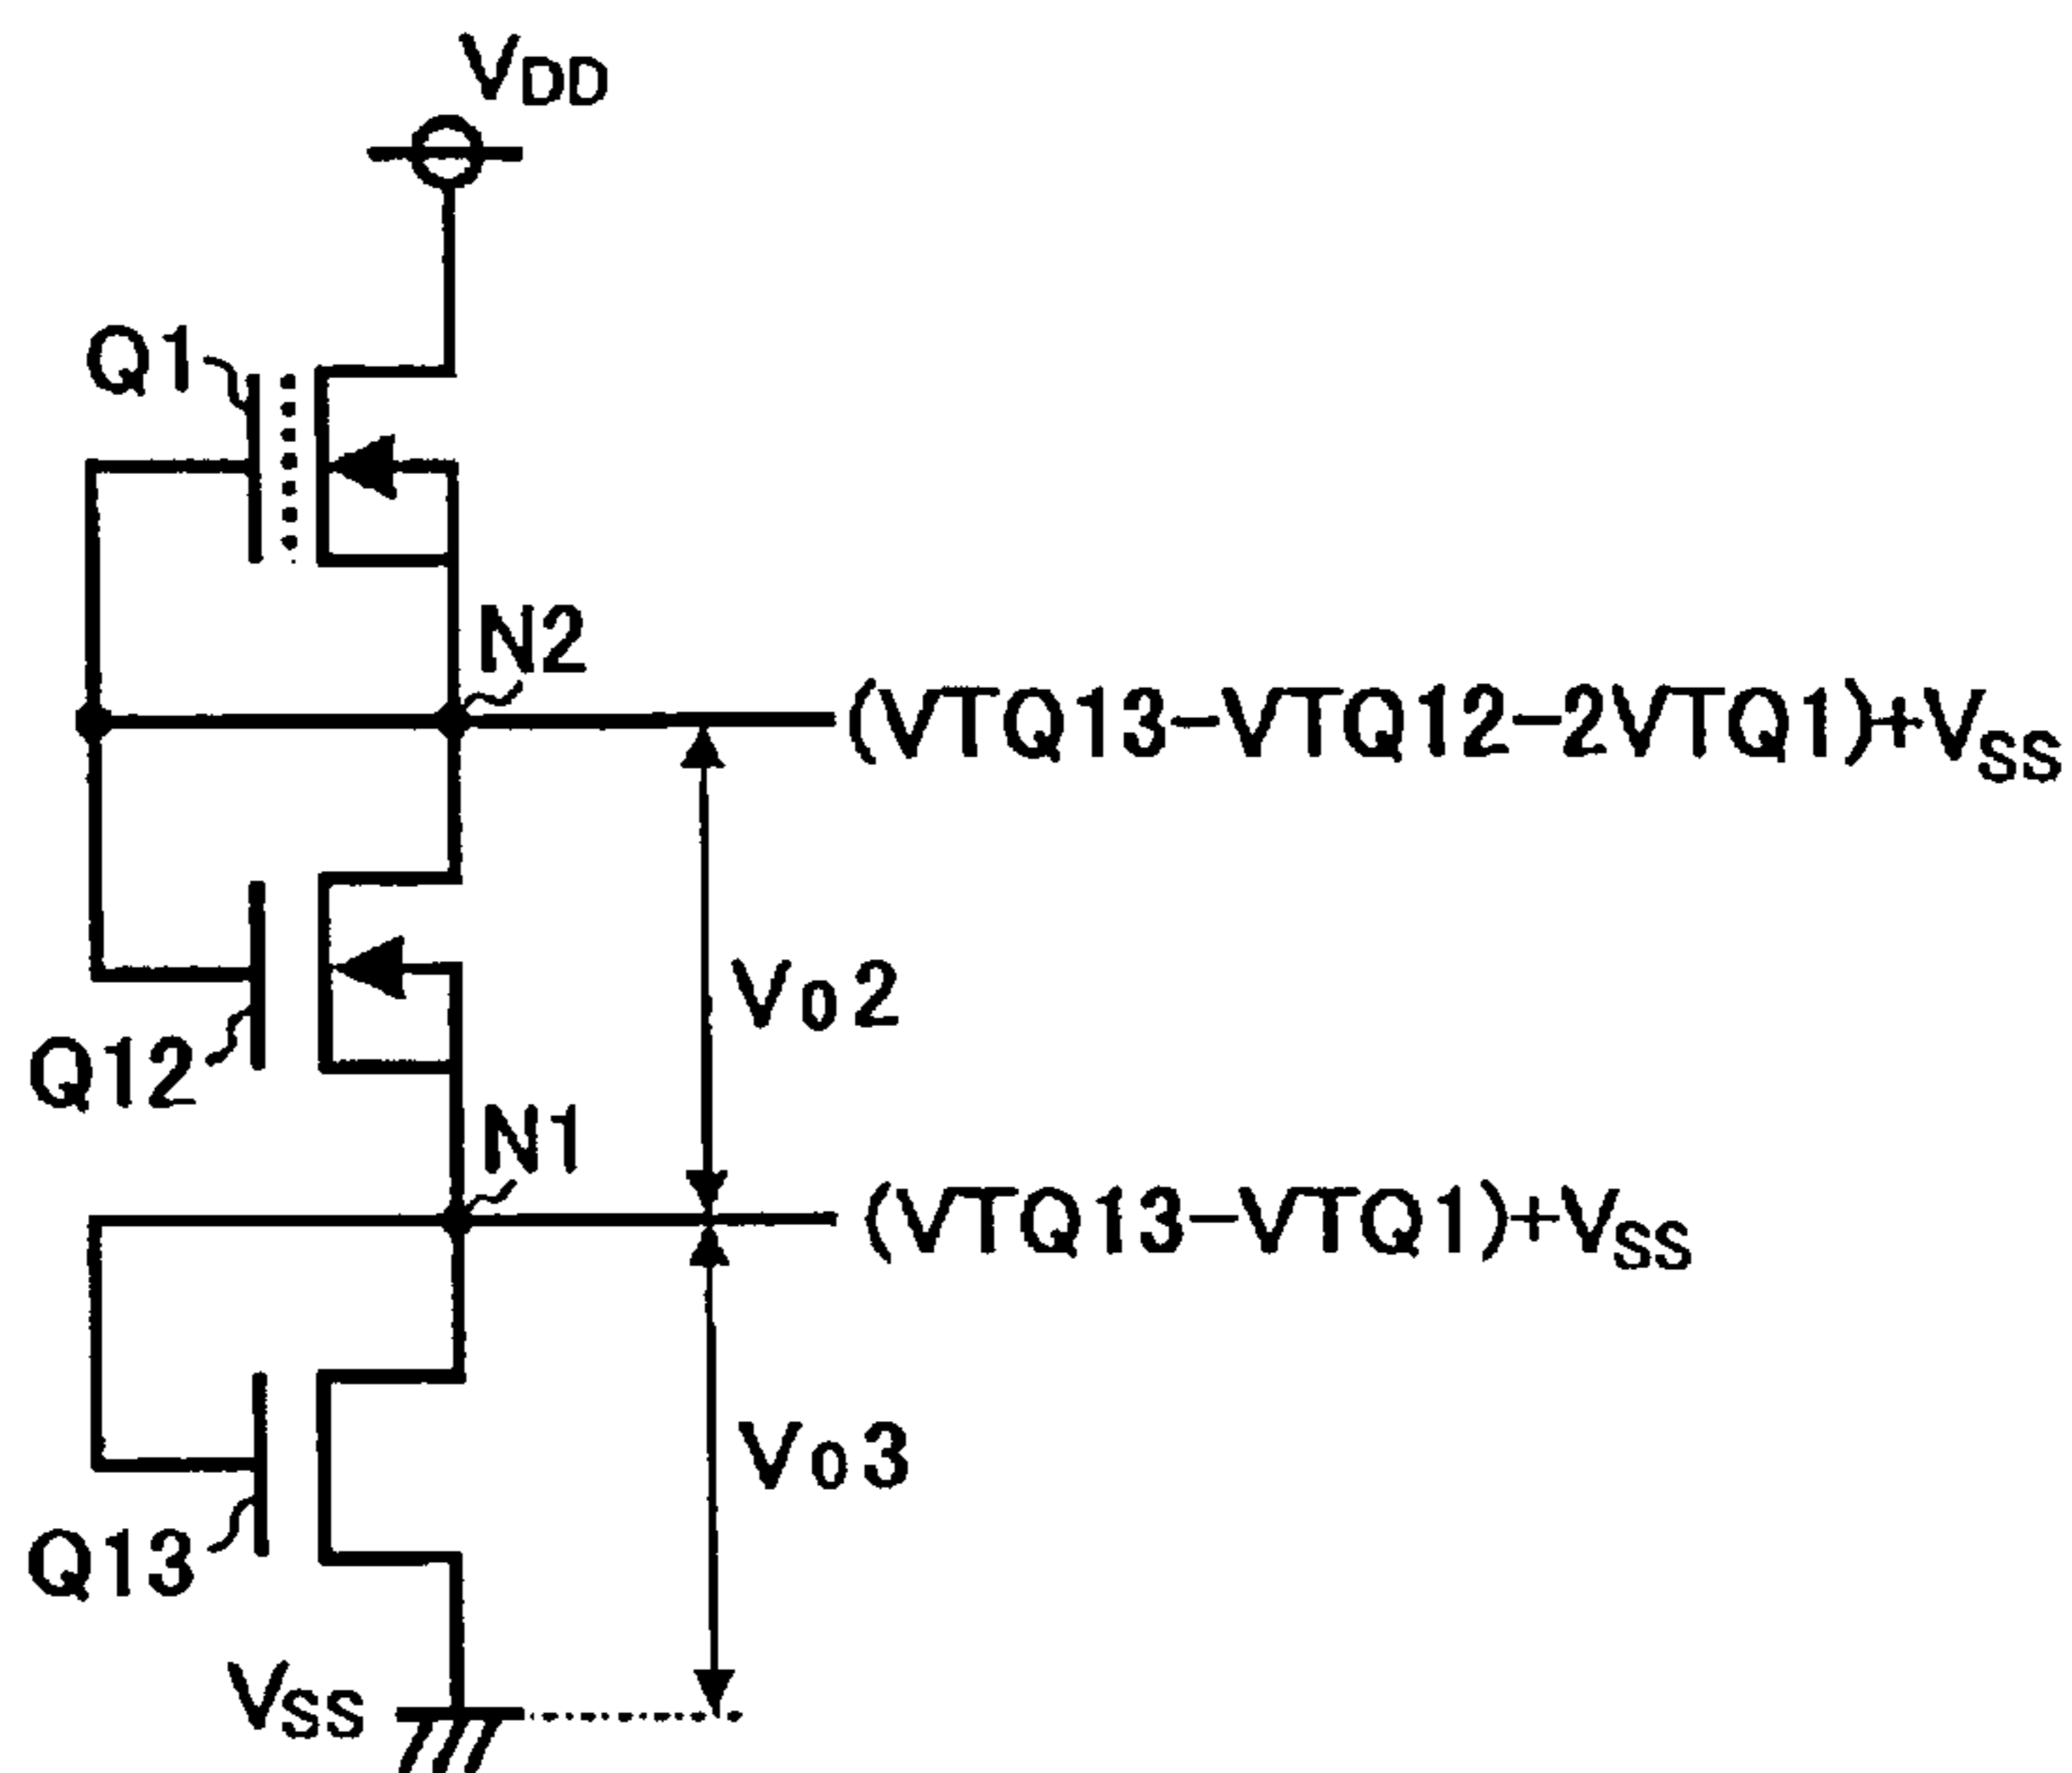 VDD
Q1
N2
(VTQ13-VTQ12-2VTQ1)+VSS
Vo2
Q12
N1
(VTQ13-VTQ1)+VSS
Vo3
Q13
VSS